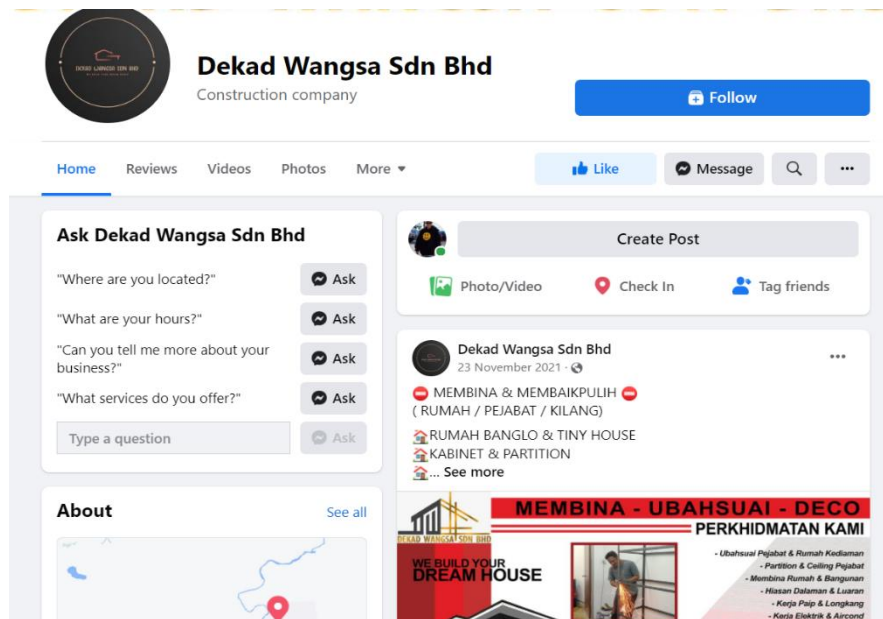 DEKAD WANGSA SDN BHD
Dekad Wangsa Sdn Bhd
Construction company
Follow
Home
Reviews
Videos
Photos
More
Like
Message
Ask Dekad Wangsa Sdn Bhd
"Where are you located?"
Ask
"What are your hours?"
Ask
"Can you tell me more about your
business?"
Ask
"What services do you offer?"
Ask
Type a question
Ask
About
See all
Create Post
Photo/Video
Check In
Tag friends
Dekad Wangsa Sdn Bhd
23 November 2021 ·
MEMBINA & MEMBAIKPULIH
( RUMAH / PEJABAT / KILANG)
RUMAH BANGLO & TINY HOUSE
KABINET & PARTITION
... See more
MEMBINA - UBAHSUAI - DECO
PERKHIDMATAN KAMI
DEKAD WANGSA SDN BHD
WE BUILD YOUR
DREAM HOUSE
- Ubahsuai Pejabat & Rumah Kediaman
- Partition & Ceiling Pejabat
- Membina Rumah & Bangunan
- Hiasan Dalaman & Luaran
- Kerja Paip & Longkang
- Kerja Elektrik & Aircond